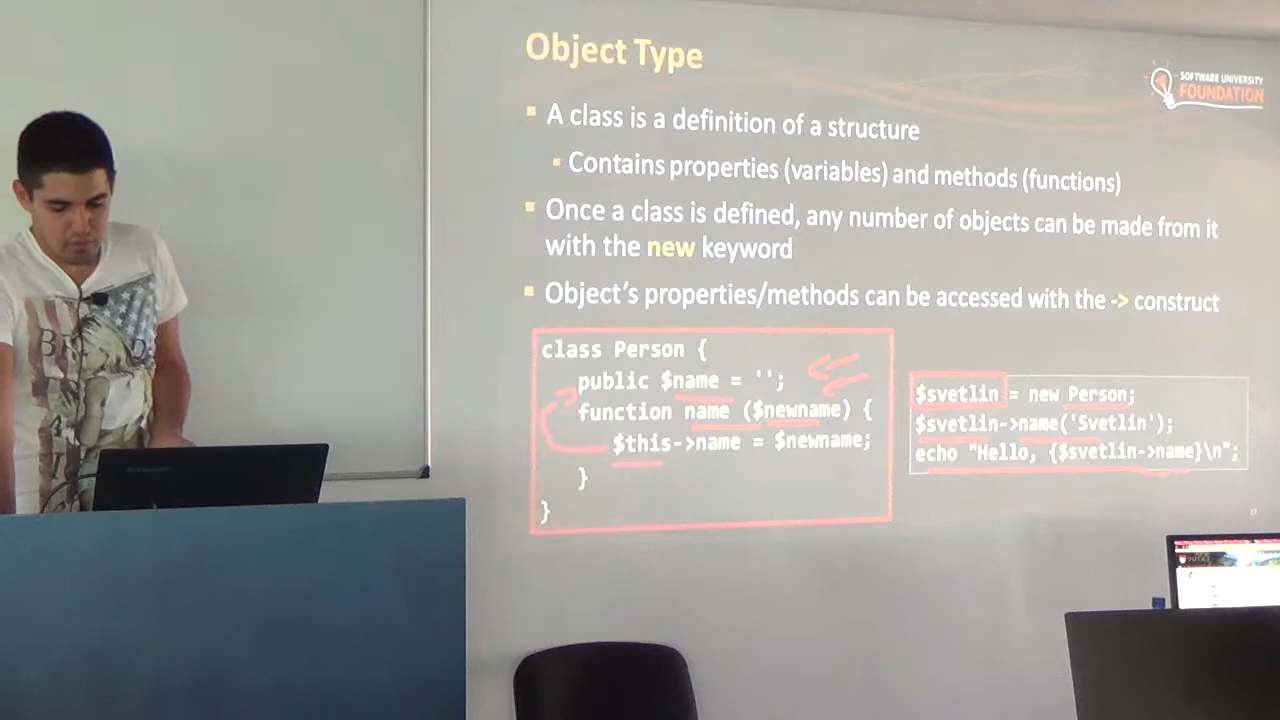 Object Type
SOFTWARE UNIVERSITY
FOUNDATION
A class is a definition of a structure
Contains properties (variables) and methods (functions)
Once a class is defined, any number of objects can be made from it
with the new keyword
Object's properties/methods can be accessed with the -> construct
class Person {
public $name = '';
function name ($newname) {
$this->name = $newname;
}
}
$svetlin = new Person;
$svetlin->name('Svetlin');
echo "Hello, {$svetlin->name}\n";